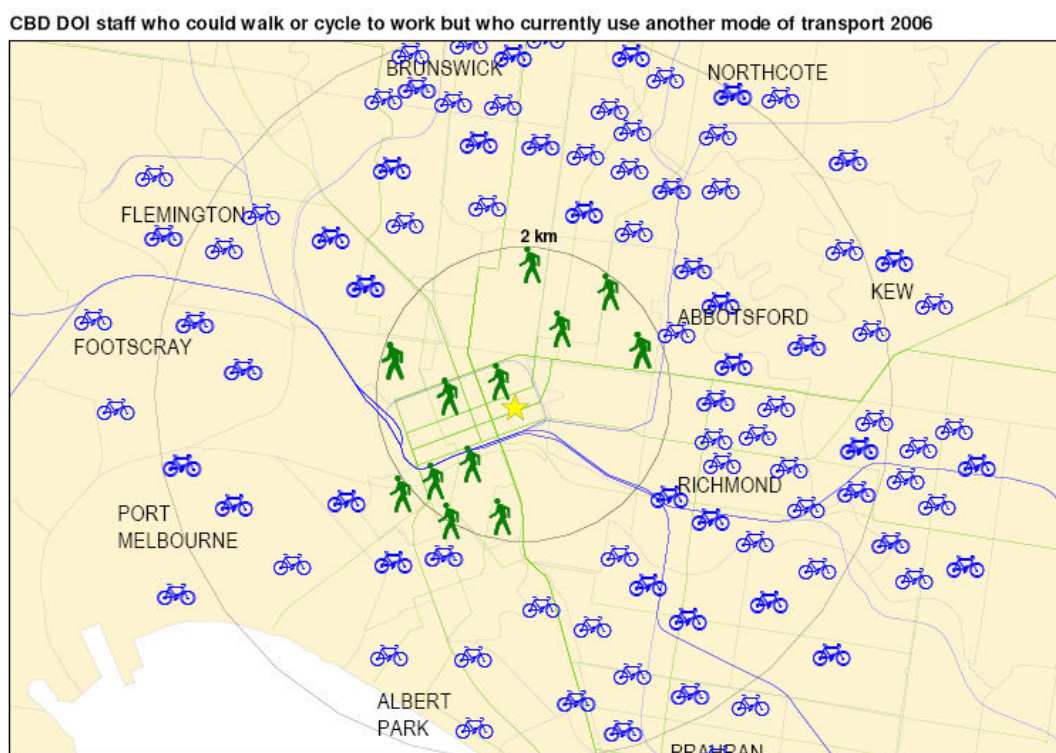 CBD DOI staff who could walk or cycle to work but who currently use another mode of transport 2006
BRUNSWICK
NORTHCOTE
FLEMINGTON
2 km
KEW
ABBOTSFORD
FOOTSCRAY
RICHMOND
PORT
MELBOURNE
ALBERT
PARK
PRAHRAN